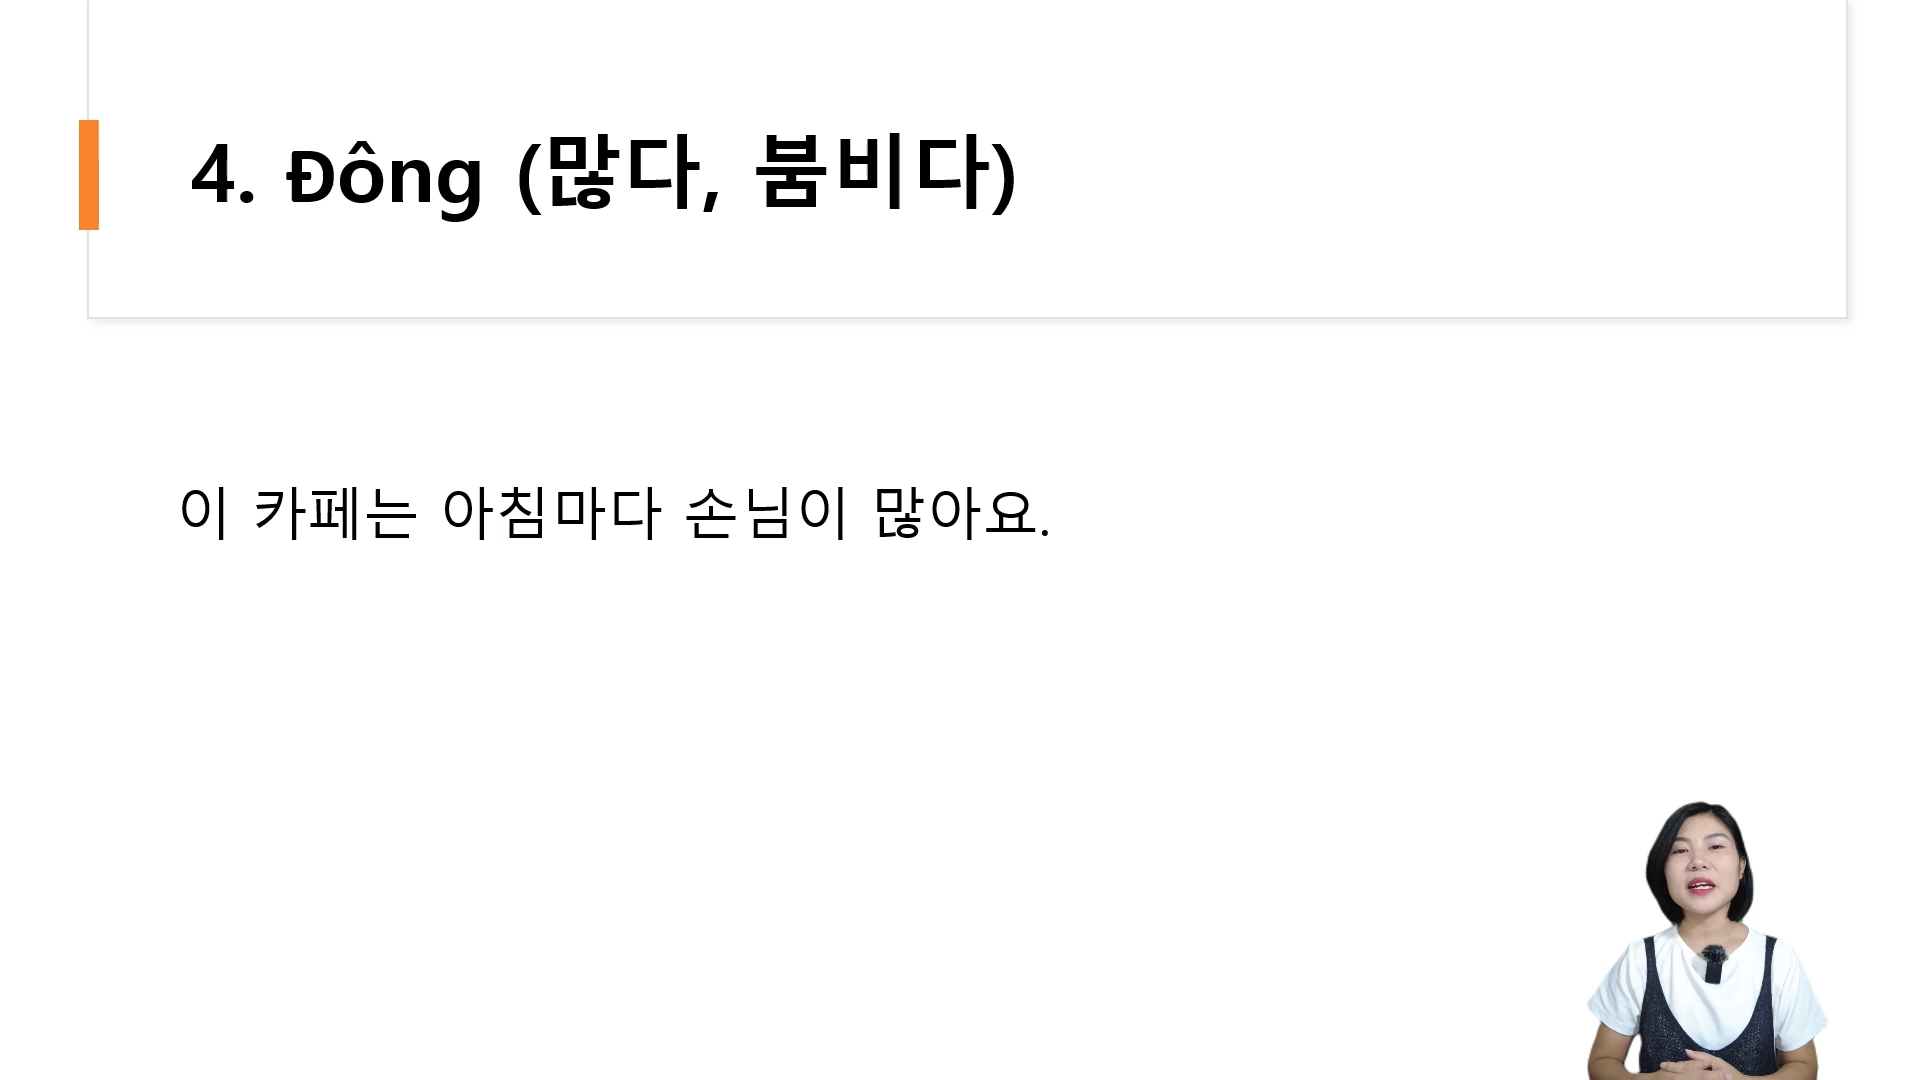 4. Đông (많다, 붐비다)
이 카페는 아침마다 손님이 많아요.